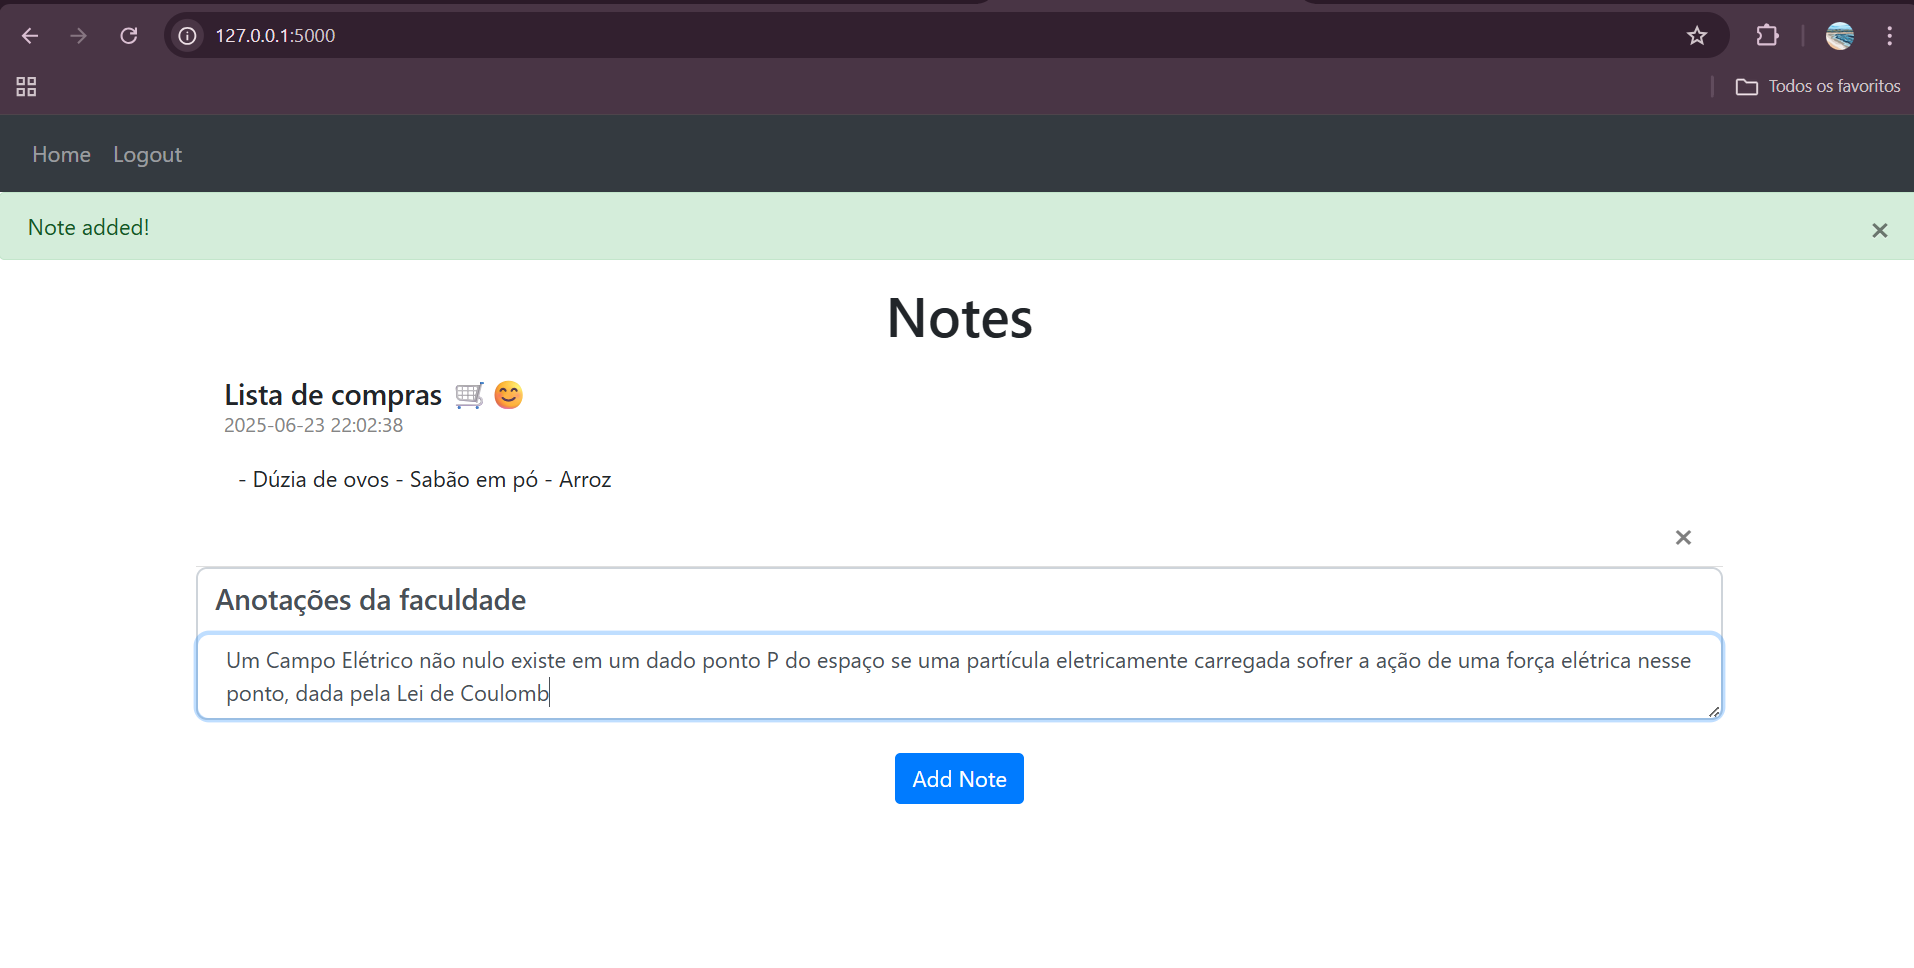 127.0.0.1:5000
Todos os favoritos
Home Logout
Note added!
×
Notes
Lista de compras 🛒 😊
2025-06-23 22:02:38
- Dúzia de ovos - Sabão em pó - Arroz
×
Anotações da faculdade
Um Campo Elétrico não nulo existe em um dado ponto P do espaço se uma partícula eletricamente carregada sofrer a ação de uma força elétrica nesse
ponto, dada pela Lei de Coulomb
Add Note